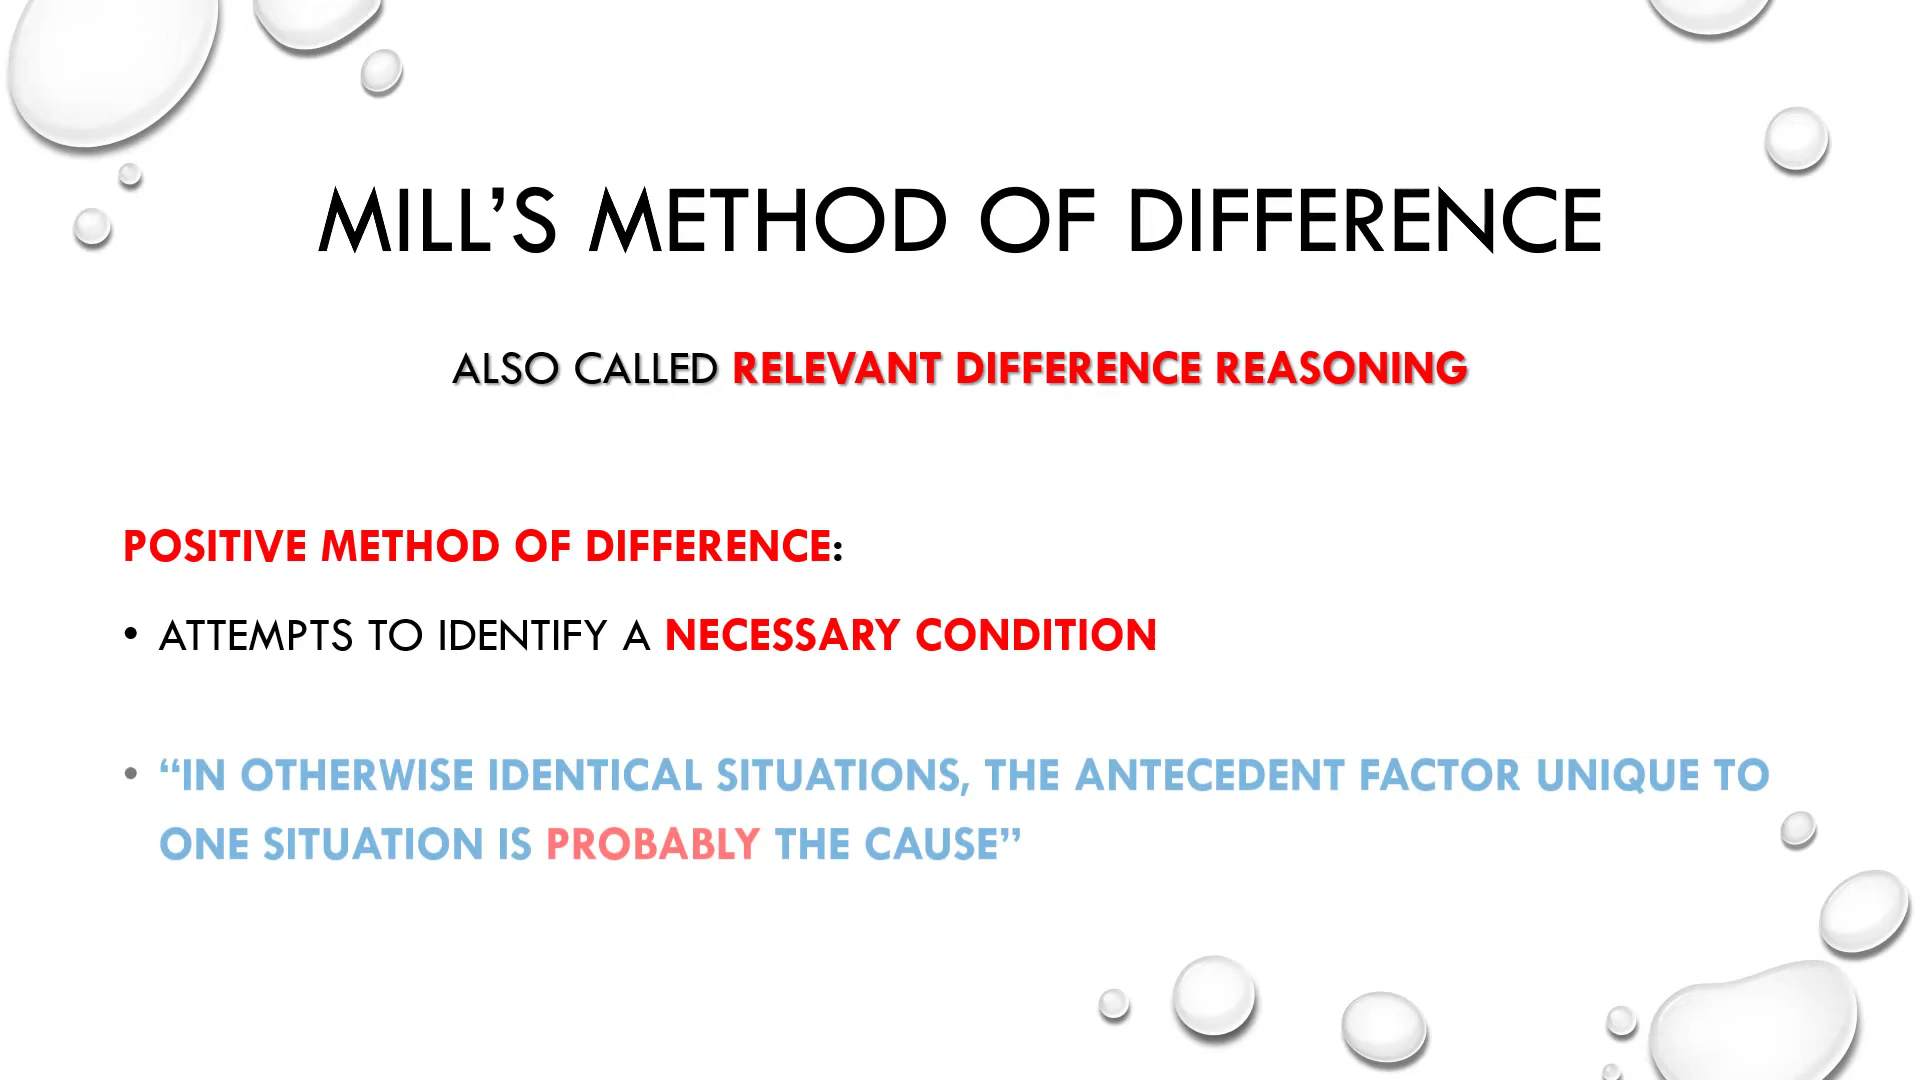 MILL’S METHOD OF DIFFERENCE
ALSO CALLED RELEVANT DIFFERENCE REASONING
POSITIVE METHOD OF DIFFERENCE:
• ATTEMPTS TO IDENTIFY A NECESSARY CONDITION
• “IN OTHERWISE IDENTICAL SITUATIONS, THE ANTECEDENT FACTOR UNIQUE TO
ONE SITUATION IS PROBABLY THE CAUSE”